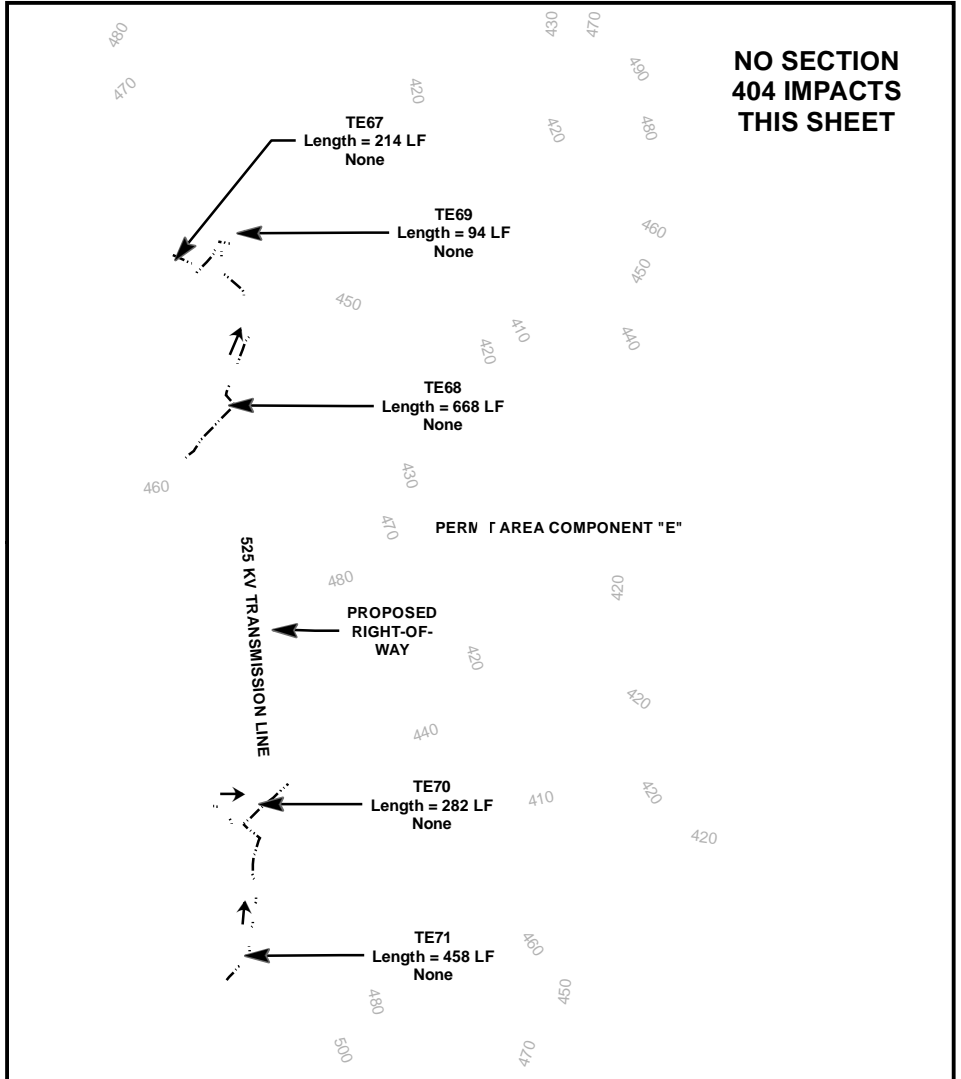 480
430
470
NO SECTION
404 IMPACTS
THIS SHEET
490
470
420
TE67
Length = 214 LF
None
420
480
TE69
Length = 94 LF
None
460
450
450
410
440
420
TE68
Length = 668 LF
None
430
460
470
AREA COMPONENT "E"
525 KV TRANSMISSION LINE
480
420
PROPOSED
RIGHT-OF-
WAY
420
420
440
TE70
Length = 282 LF
None
410
420
420
TE71
Length = 458 LF
None
460
480
450
500
470